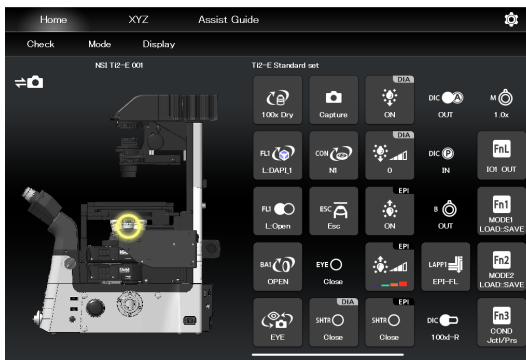 Home XYZ Assist Guide
Check Mode Display
NSI Ti2-E 001
Ti2-E Standard set
DIA
100x Dry
Capture
ON
DIC
OUT
M
1.0x
DIA
FL1
L:DAPI_1
CON
N1
0
DIC P
IN
FnL
IO1 OUT
EPI
FL1
L:Open
ESC
Esc
ON
B
OUT
Fn1
MODE1
LOAD:SAVE
EPI
BA1
OPEN
EYE
Close
LAPP1
EPI-FL
Fn2
MODE2
LOAD:SAVE
DIA
EPI
EYE
SHTR
Close
SHTR
Close
DIC
Fn3
COND